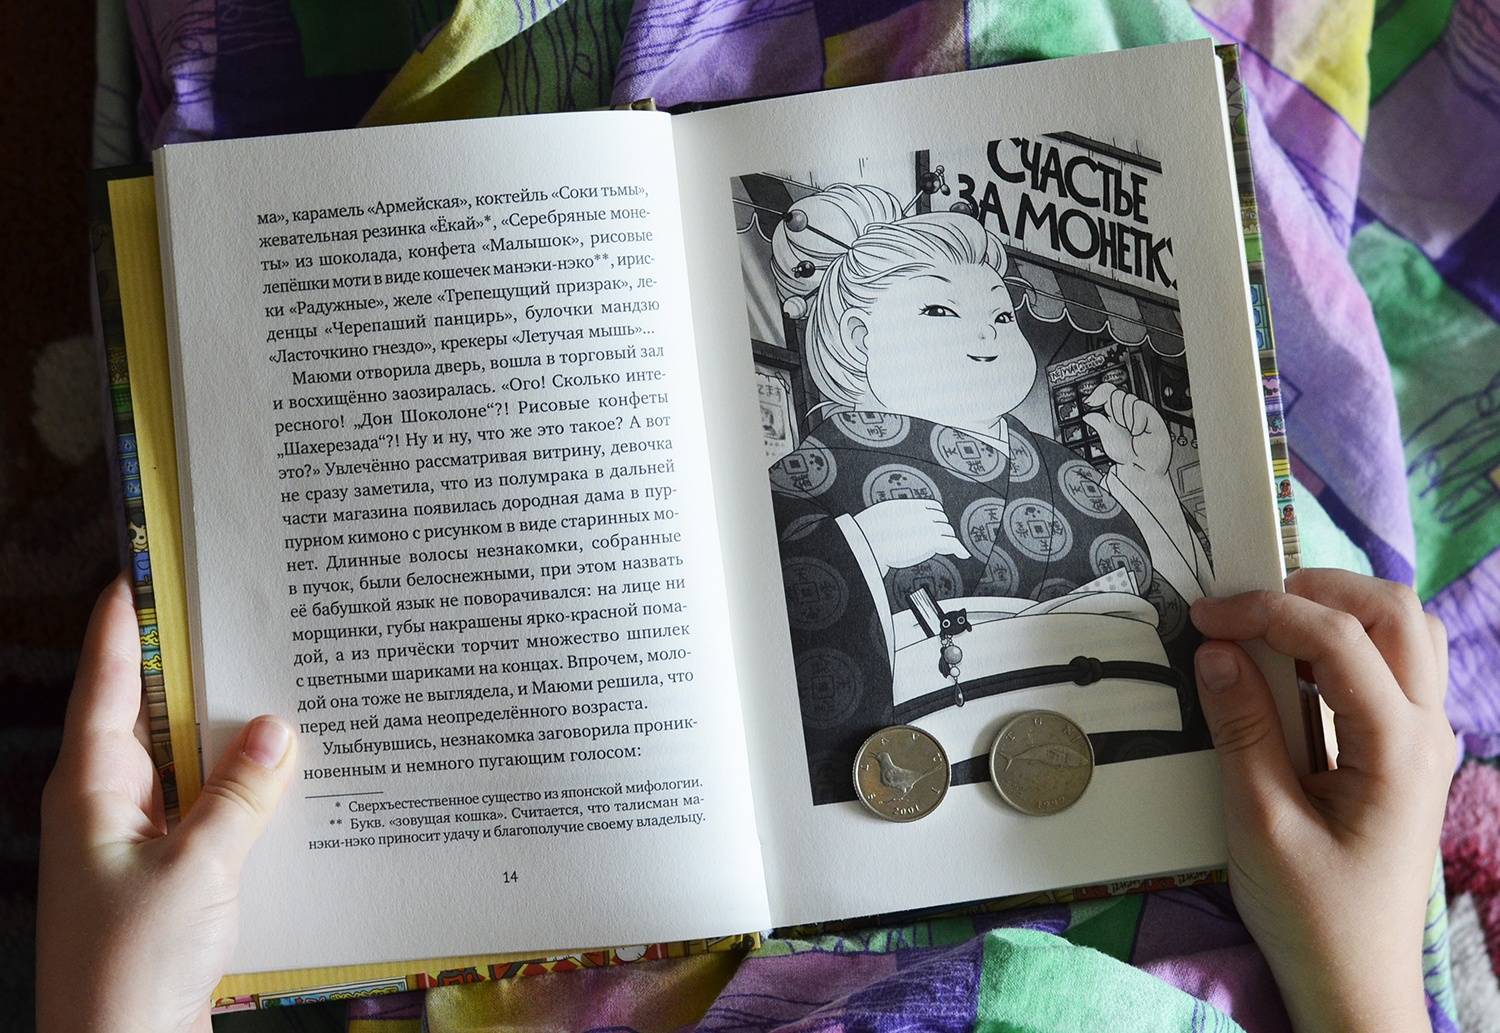 ма», карамель «Армейская», коктейль «Соки тьмы»,
жевательная резинка «Ёкай»*, «Серебряные моне-
ты» из шоколада, конфета «Малышок», рисовые
лепёшки моти в виде кошечек манэки-нэко**, ирис-
ки «Радужные», желе «Трепещущий призрак», ле-
денцы «Черепаший панцирь», булочки мандзю
«Ласточкино гнездо», крекеры «Летучая мышь»...
Маюми отворила дверь, вошла в торговый зал
и восхищённо заозиралась. «Ого! Сколько инте-
ресного! „Дон Шоколоне“?! Рисовые конфеты
„Шахерезада“?! Ну и ну, что же это такое? А вот
это?» Увлечённо рассматривая витрину, девочка
не сразу заметила, что из полумрака в дальней
части магазина появилась дородная дама в пур-
пурном кимоно с рисунком в виде старинных мо-
нет. Длинные волосы незнакомки, собранные
в пучок, были белоснежными, при этом назвать
её бабушкой язык не поворачивался: на лице ни
морщинки, губы накрашены ярко-красной пома-
дой, а из причёски торчит множество шпилек
с цветными шариками на концах. Впрочем, моло-
дой она тоже не выглядела, и Маюми решила, что
перед ней дама неопределённого возраста.
Улыбнувшись, незнакомка заговорила проник-
новенным и немного пугающим голосом:
* Сверхъестественное существо из японской мифологии.
** Букв. «зовущая кошка». Считается, что талисман ма-
нэки-нэко приносит удачу и благополучие своему владельцу.
14
СЧАСТЬЕ
ЗА МОНЕТК
2001